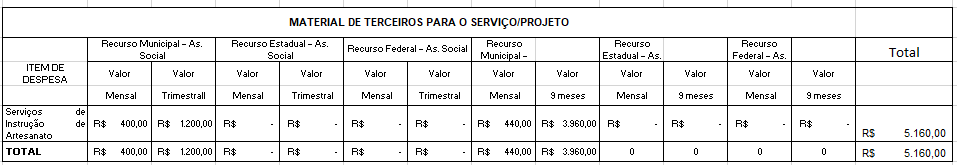 MATERIAL DE TERCEIROS PARA O SERVIÇO/PROJETO
ITEM DE DESPESA Recurso Municipal – As. Social Recurso Estadual – As. Social Recurso Federal – As. Social Recurso Municipal – Recurso Estadual – As. Recurso Federal – As. Total
Valor Valor Valor Valor Valor Valor Valor Valor Valor Valor Valor Valor
Mensal Trimestrall Mensal Trimestral Mensal Trimestral Mensal 9 meses Mensal 9 meses Mensal 9 meses
Serviços de Instrução de Artesanato R$ 400,00 R$ 1.200,00 R$ - R$ - R$ - R$ - R$ 440,00 R$ 3.960,00 R$ - R$ - R$ - R$ - R$ 5.160,00
TOTAL R$ 400,00 R$ 1.200,00 R$ - R$ - R$ - R$ - R$ 440,00 R$ 3.960,00 0 0 0 0 R$ 5.160,00